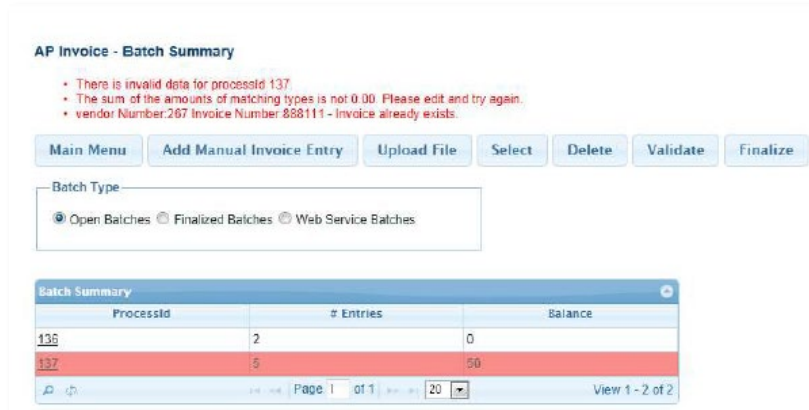 AP Invoice - Batch Summary
• There is invalid data for processId 137.
• The sum of the amounts of matching types is not 0.00. Please edit and try again.
• vendor Number:267 Invoice Number:888111 - Invoice already exists.
Main Menu Add Manual Invoice Entry Upload File Select Delete Validate Finalize
Batch Type
Open Batches Finalized Batches Web Service Batches
Batch Summary
ProcessId # Entries Balance
136 2 0
137 5 50
Page 1 of 1 20 View 1 - 2 of 2